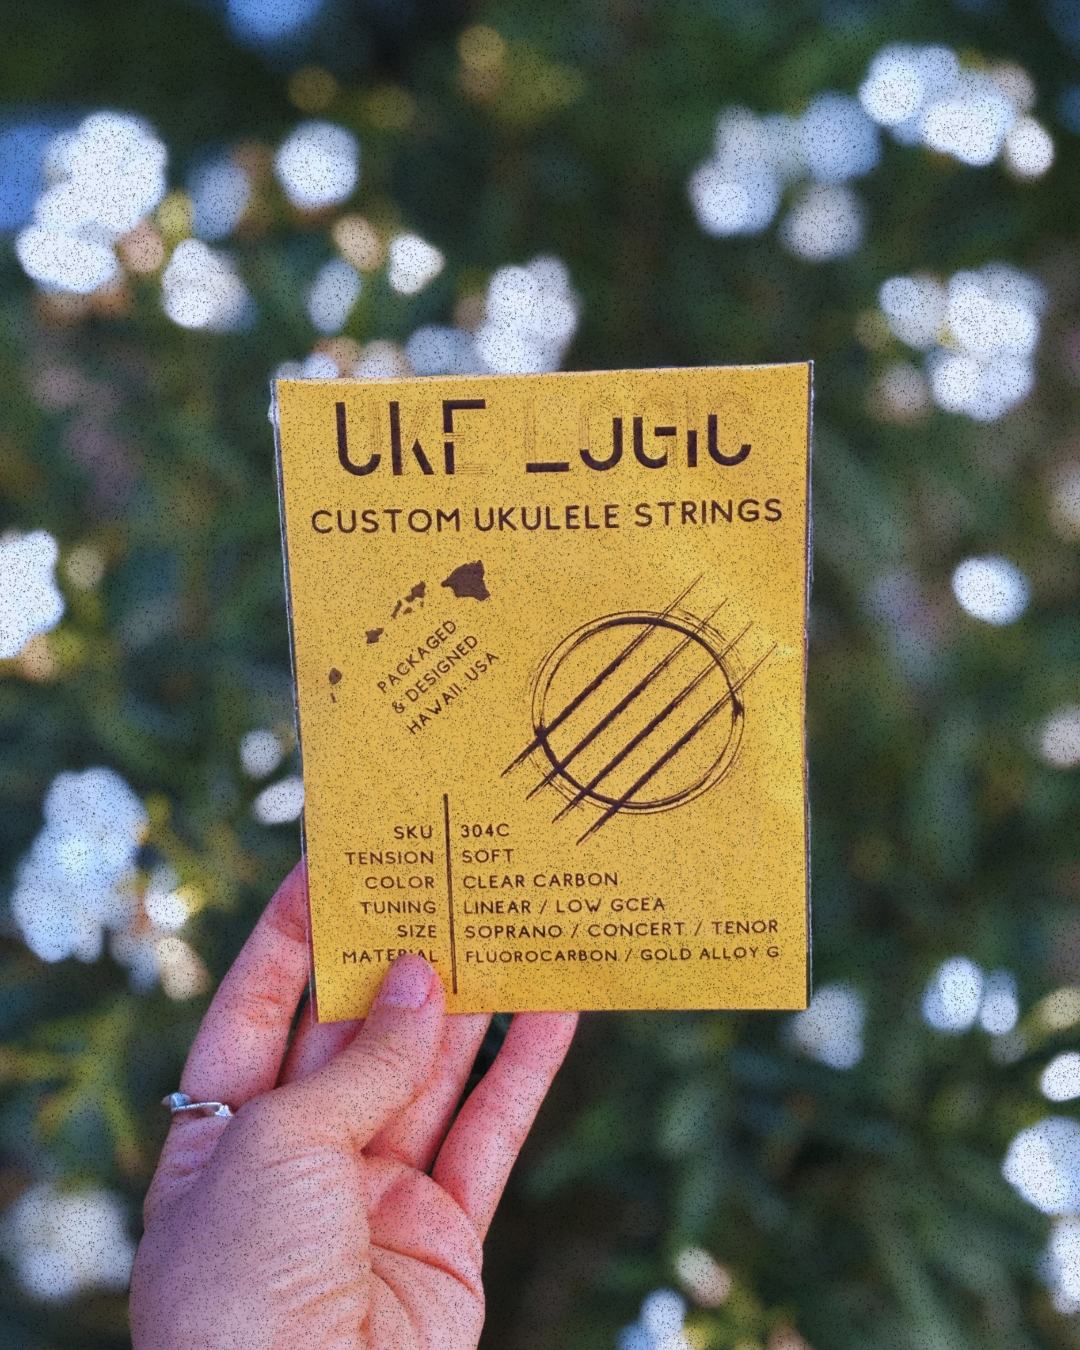 UKE LOGIC
CUSTOM UKULELE STRINGS
PACKAGED
& DESIGNED
HAWAII, USA
SKU 304C
TENSION SOFT
COLOR CLEAR CARBON
TUNING LINEAR / LOW GCEA
SIZE SOPRANO / CONCERT / TENOR
MATERIAL FLUOROCARBON / GOLD ALLOY G